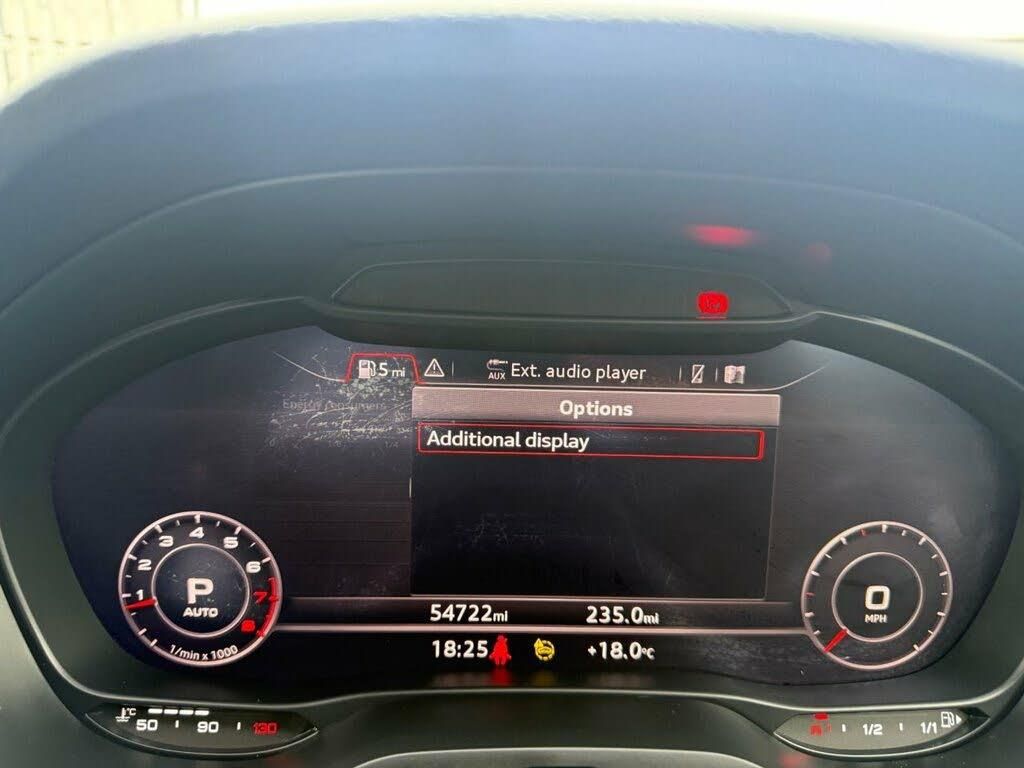 5 mi
AUX Ext. audio player
Options
Additional display
1 2 3 4 5 6 7 8
P
AUTO
1/min x 1000
0
MPH
54722mi 235.0mi
18:25 +18.0°C
°C
50 90 130
1/2 1/1